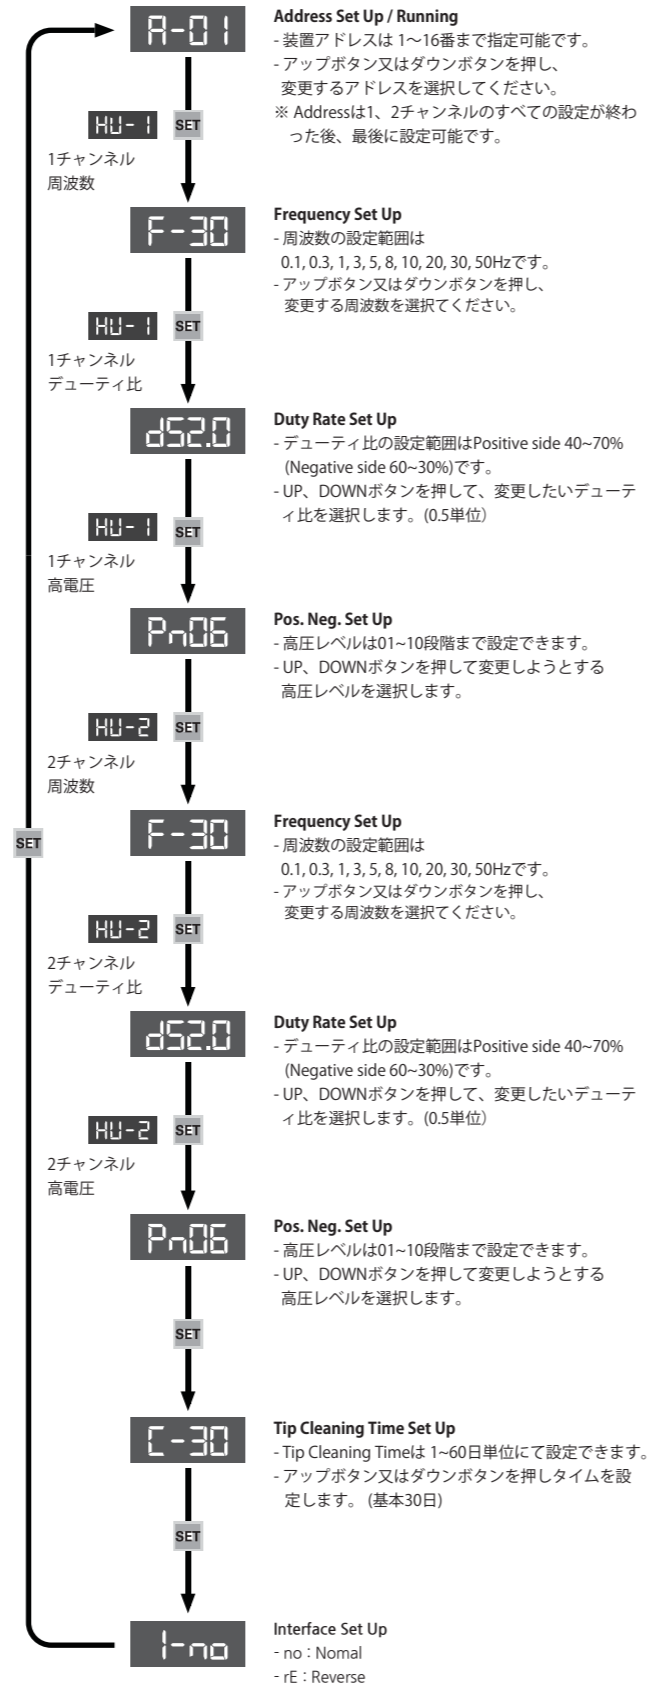 A-01
Address Set Up / Running
- 装置アドレスは 1～16番まで指定可能です。
- アップボタン又はダウンボタンを押し、
変更するアドレスを選択してください。
※ Addressは1、2チャンネルのすべての設定が終わ
った後、最後に設定可能です。
HU-1
SET
1チャンネル
周波数
F-30
Frequency Set Up
- 周波数の設定範囲は
0.1, 0.3, 1, 3, 5, 8, 10, 20, 30, 50Hzです。
- アップボタン又はダウンボタンを押し、
変更する周波数を選択てください。
HU-1
SET
1チャンネル
デューティ比
d52.0
Duty Rate Set Up
- デューティ比の設定範囲はPositive side 40~70%
(Negative side 60~30%)です。
- UP、DOWNボタンを押して、変更したいデューテ
ィ比を選択します。(0.5単位）
HU-1
SET
1チャンネル
高電圧
Pn06
Pos. Neg. Set Up
- 高圧レベルは01~10段階まで設定できます。
- UP、DOWNボタンを押して変更しようとする
高圧レベルを選択します。
HU-2
SET
2チャンネル
周波数
SET
F-30
Frequency Set Up
- 周波数の設定範囲は
0.1, 0.3, 1, 3, 5, 8, 10, 20, 30, 50Hzです。
- アップボタン又はダウンボタンを押し、
変更する周波数を選択てください。
HU-2
SET
2チャンネル
デューティ比
d52.0
Duty Rate Set Up
- デューティ比の設定範囲はPositive side 40~70%
(Negative side 60~30%)です。
- UP、DOWNボタンを押して、変更したいデューテ
ィ比を選択します。(0.5単位）
HU-2
SET
2チャンネル
高電圧
Pn06
Pos. Neg. Set Up
- 高圧レベルは01~10段階まで設定できます。
- UP、DOWNボタンを押して変更しようとする
高圧レベルを選択します。
SET
C-30
Tip Cleaning Time Set Up
- Tip Cleaning Timeは 1~60日単位にて設定できます。
- アップボタン又はダウンボタンを押しタイムを設
定します。 (基本30日)
SET
I-no
Interface Set Up
- no：Nomal
- rE：Reverse